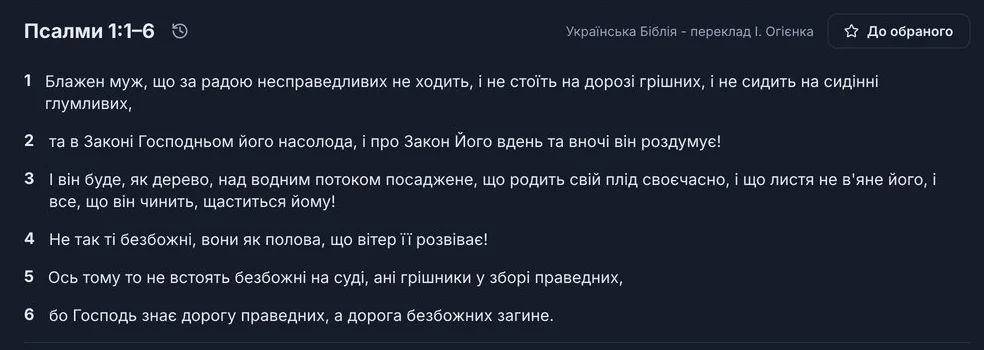 Псалми 1:1–6
Українська Біблія - переклад І. Огієнка
До обраного
1 Блажен муж, що за радою несправедливих не ходить, і не стоїть на дорозі грішних, і не сидить на сидінні
глумливих,
2 та в Законі Господньом його насолода, і про Закон Його вдень та вночі він роздумує!
3 І він буде, як дерево, над водним потоком посаджене, що родить свій плід своєчасно, і що листя не в'яне його, і
все, що він чинить, щаститься йому!
4 Не так ті безбожні, вони як полова, що вітер її розвіває!
5 Ось тому то не встоять безбожні на суді, ані грішники у зборі праведних,
6 бо Господь знає дорогу праведних, а дорога безбожних загине.